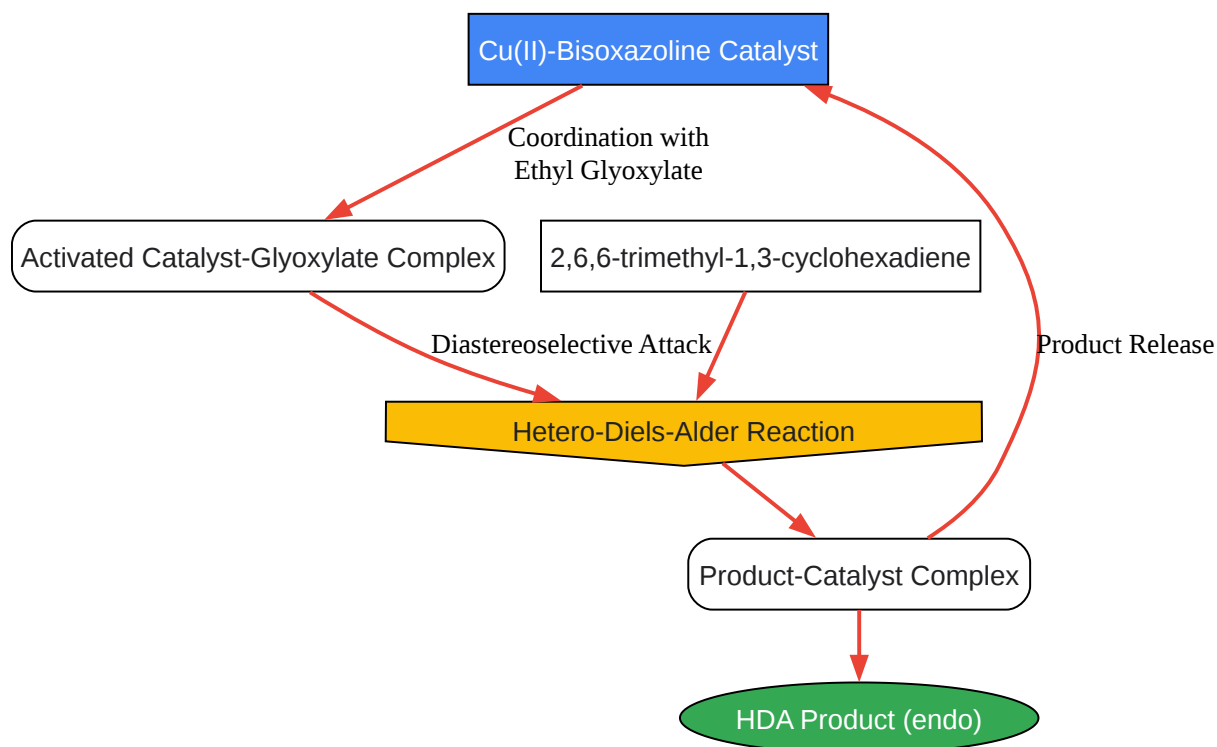 Cu(II)-Bisoxazoline Catalyst
Coordination with
Ethyl Glyoxylate
Activated Catalyst-Glyoxylate Complex
2,6,6-trimethyl-1,3-cyclohexadiene
Diastereoselective Attack
Product Release
Hetero-Diels-Alder Reaction
Product-Catalyst Complex
HDA Product (endo)